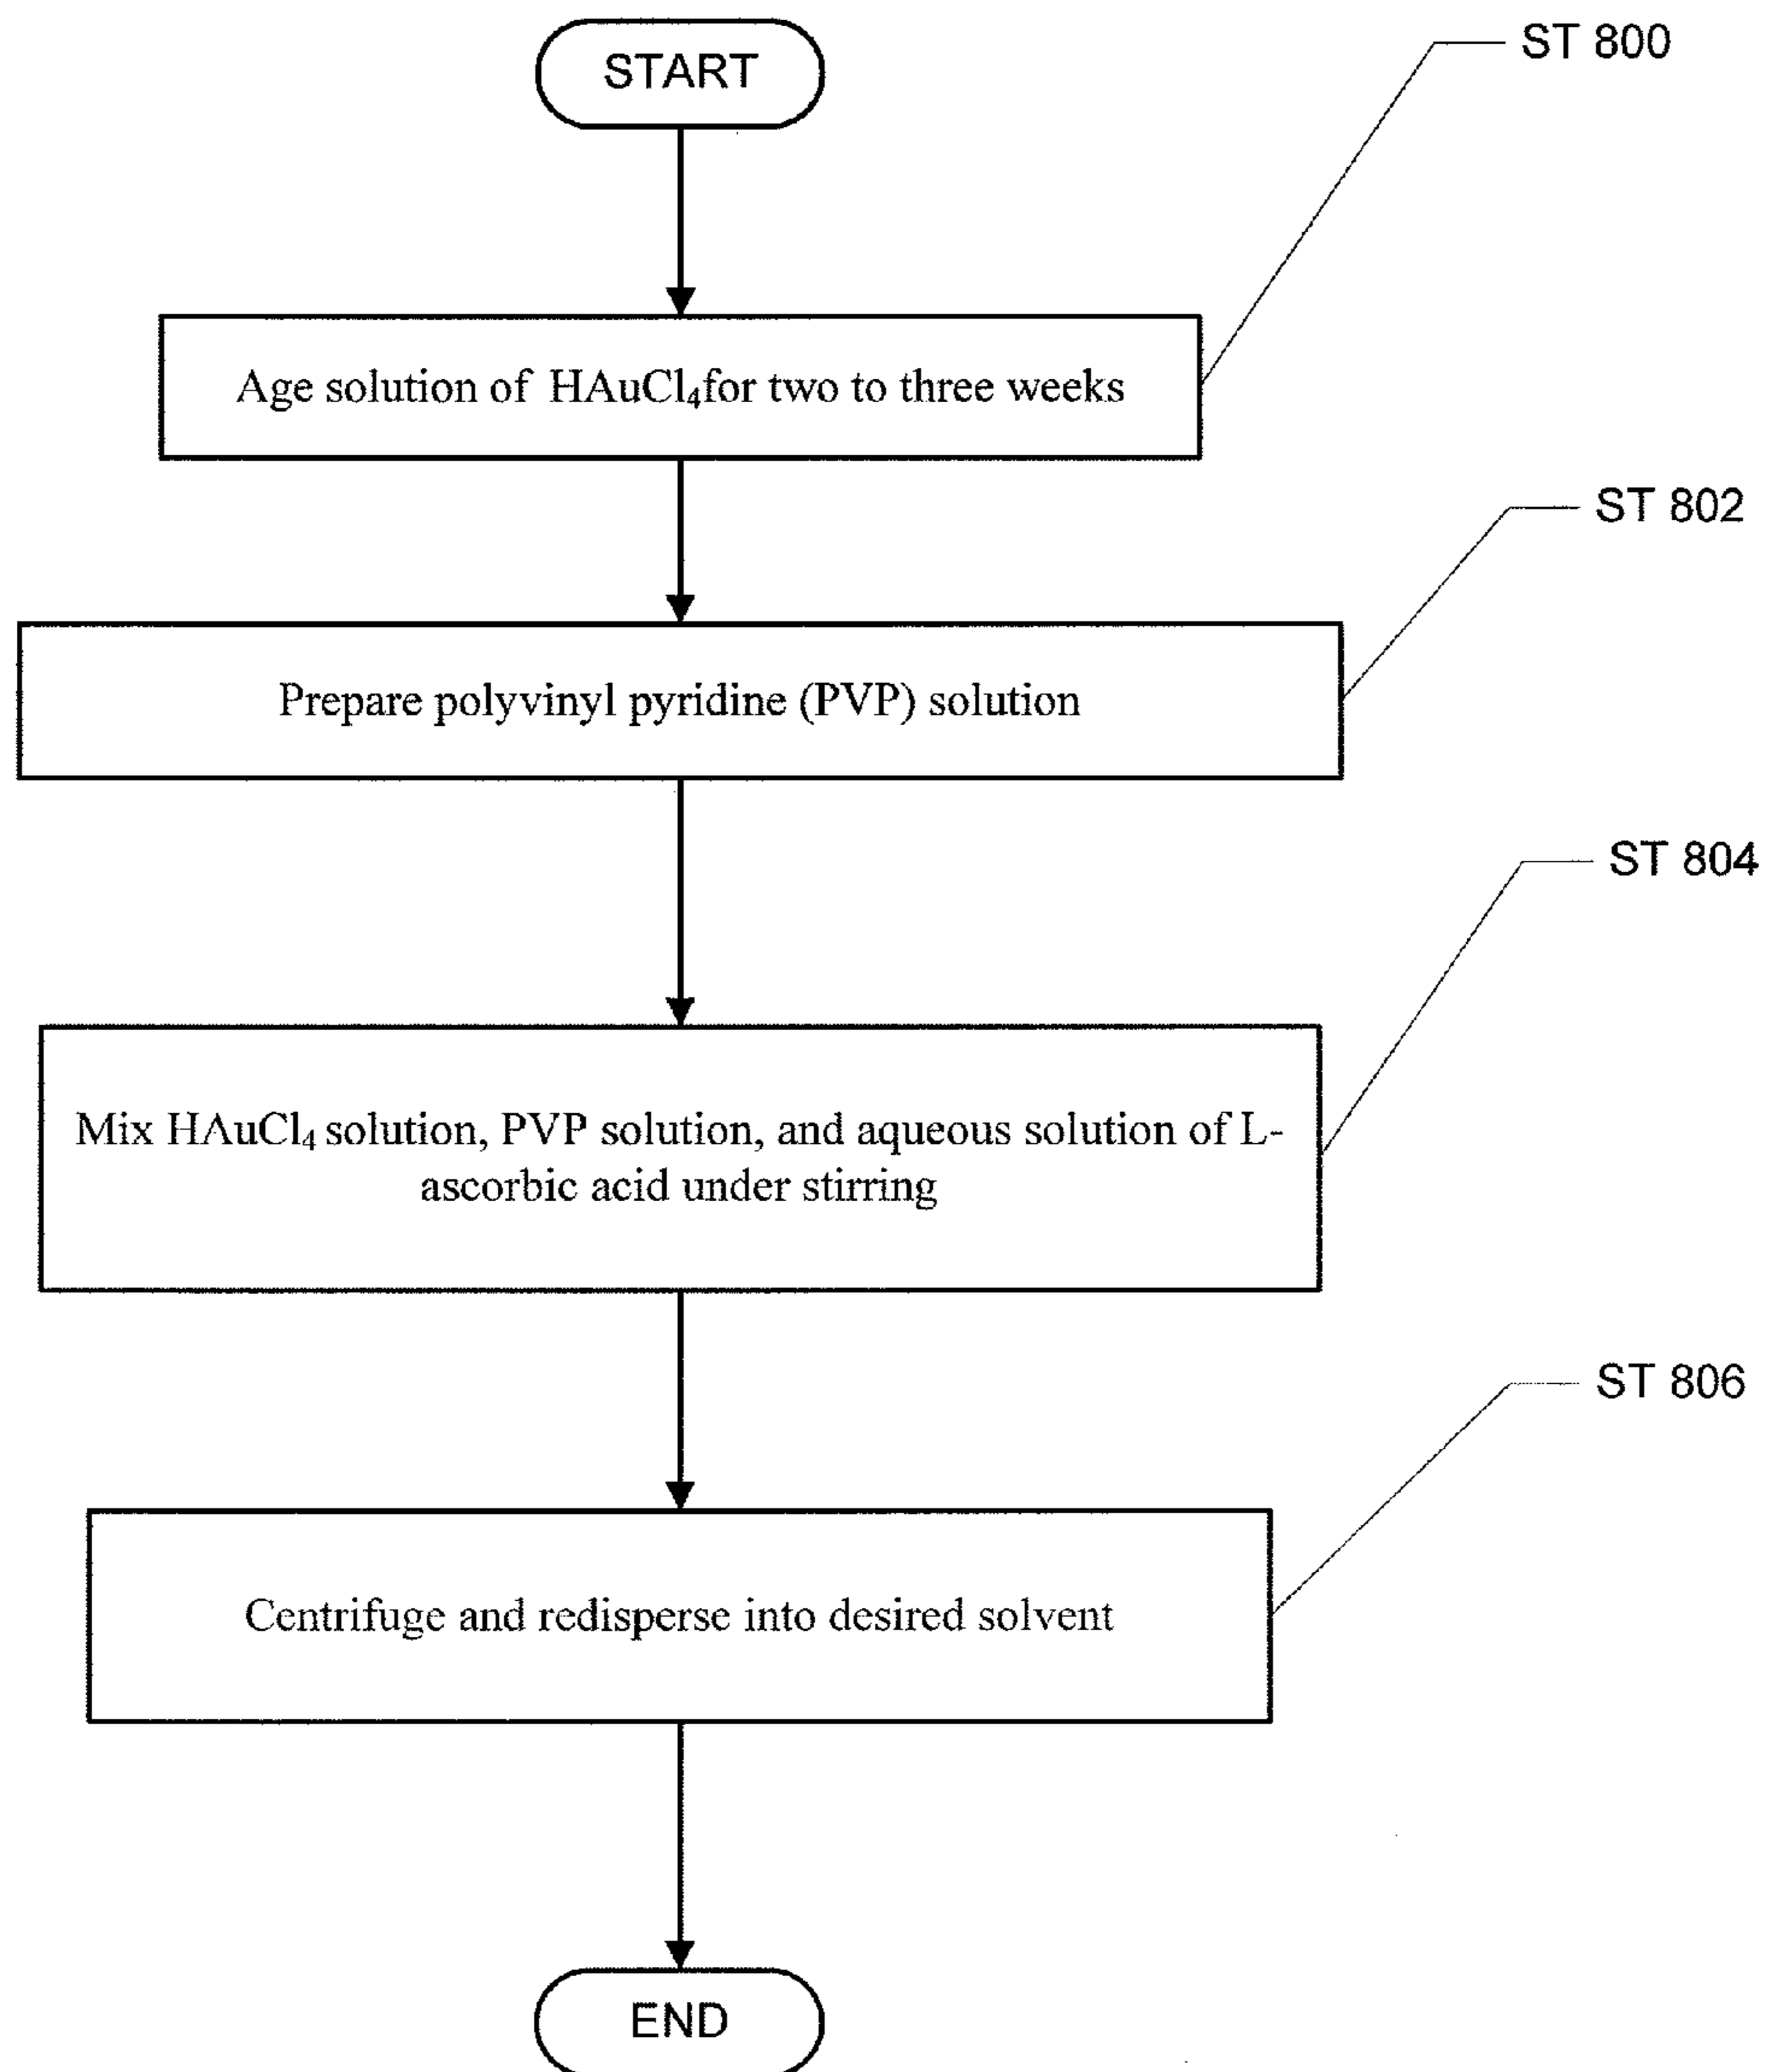 START
ST 800
Age solution of HAuCl₄for two to three weeks
ST 802
Prepare polyvinyl pyridine (PVP) solution
ST 804
Mix HAuCl₄ solution, PVP solution, and aqueous solution of L-
ascorbic acid under stirring
ST 806
Centrifuge and redisperse into desired solvent
END